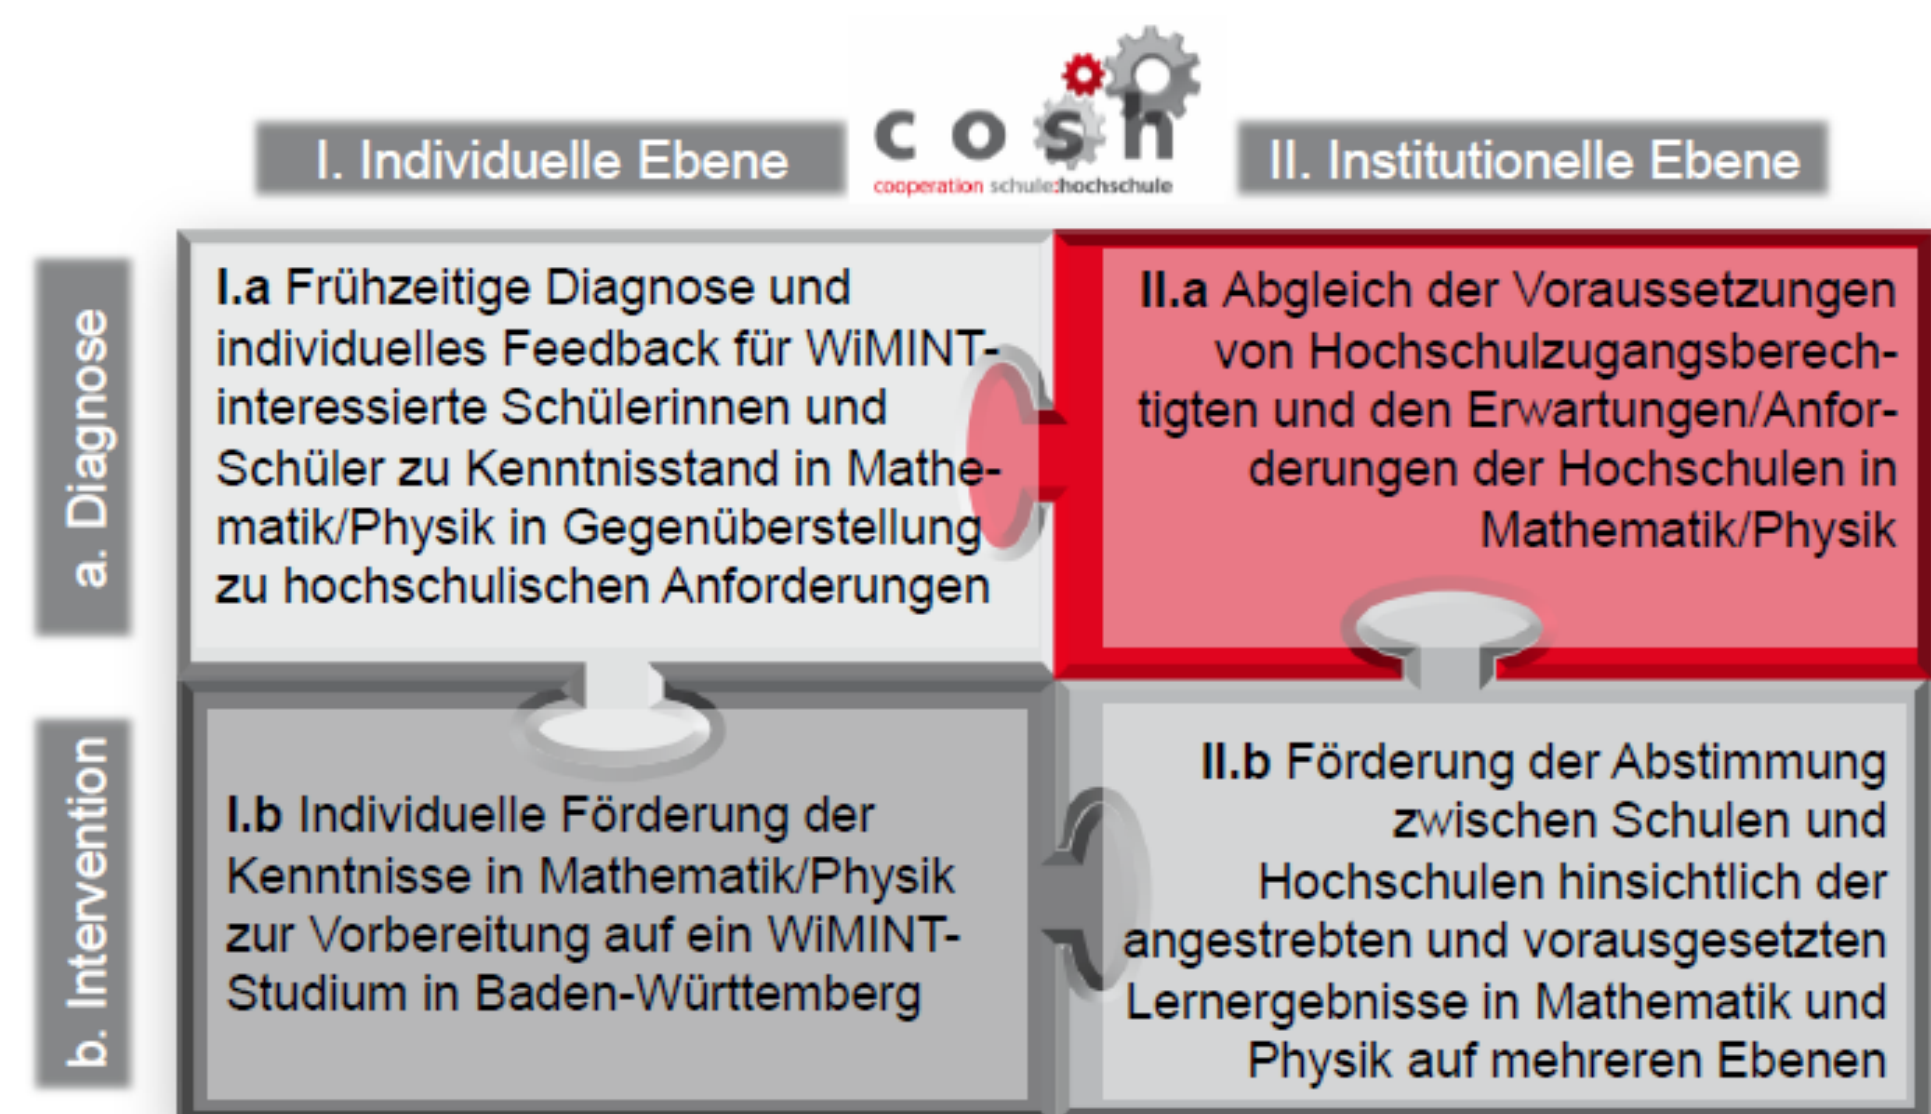 cosh
cooperation schule:hochschule
I. Individuelle Ebene
II. Institutionelle Ebene
a. Diagnose
I.a Frühzeitige Diagnose und
individuelles Feedback für WiMINT-
interessierte Schülerinnen und
Schüler zu Kenntnisstand in Mathe-
matik/Physik in Gegenüberstellung
zu hochschulischen Anforderungen
II.a Abgleich der Voraussetzungen
von Hochschulzugangsberech-
tigten und den Erwartungen/Anfor-
derungen der Hochschulen in
Mathematik/Physik
b. Intervention
I.b Individuelle Förderung der
Kenntnisse in Mathematik/Physik
zur Vorbereitung auf ein WiMINT-
Studium in Baden-Württemberg
II.b Förderung der Abstimmung
zwischen Schulen und
Hochschulen hinsichtlich der
angestrebten und vorausgesetzten
Lernergebnisse in Mathematik und
Physik auf mehreren Ebenen